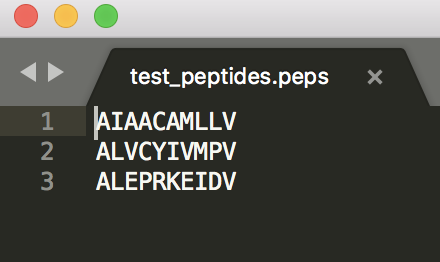 test_peptides.peps
1 AIAACAMLLV
2 ALVCYIVMPV
3 ALEPRKEIDV